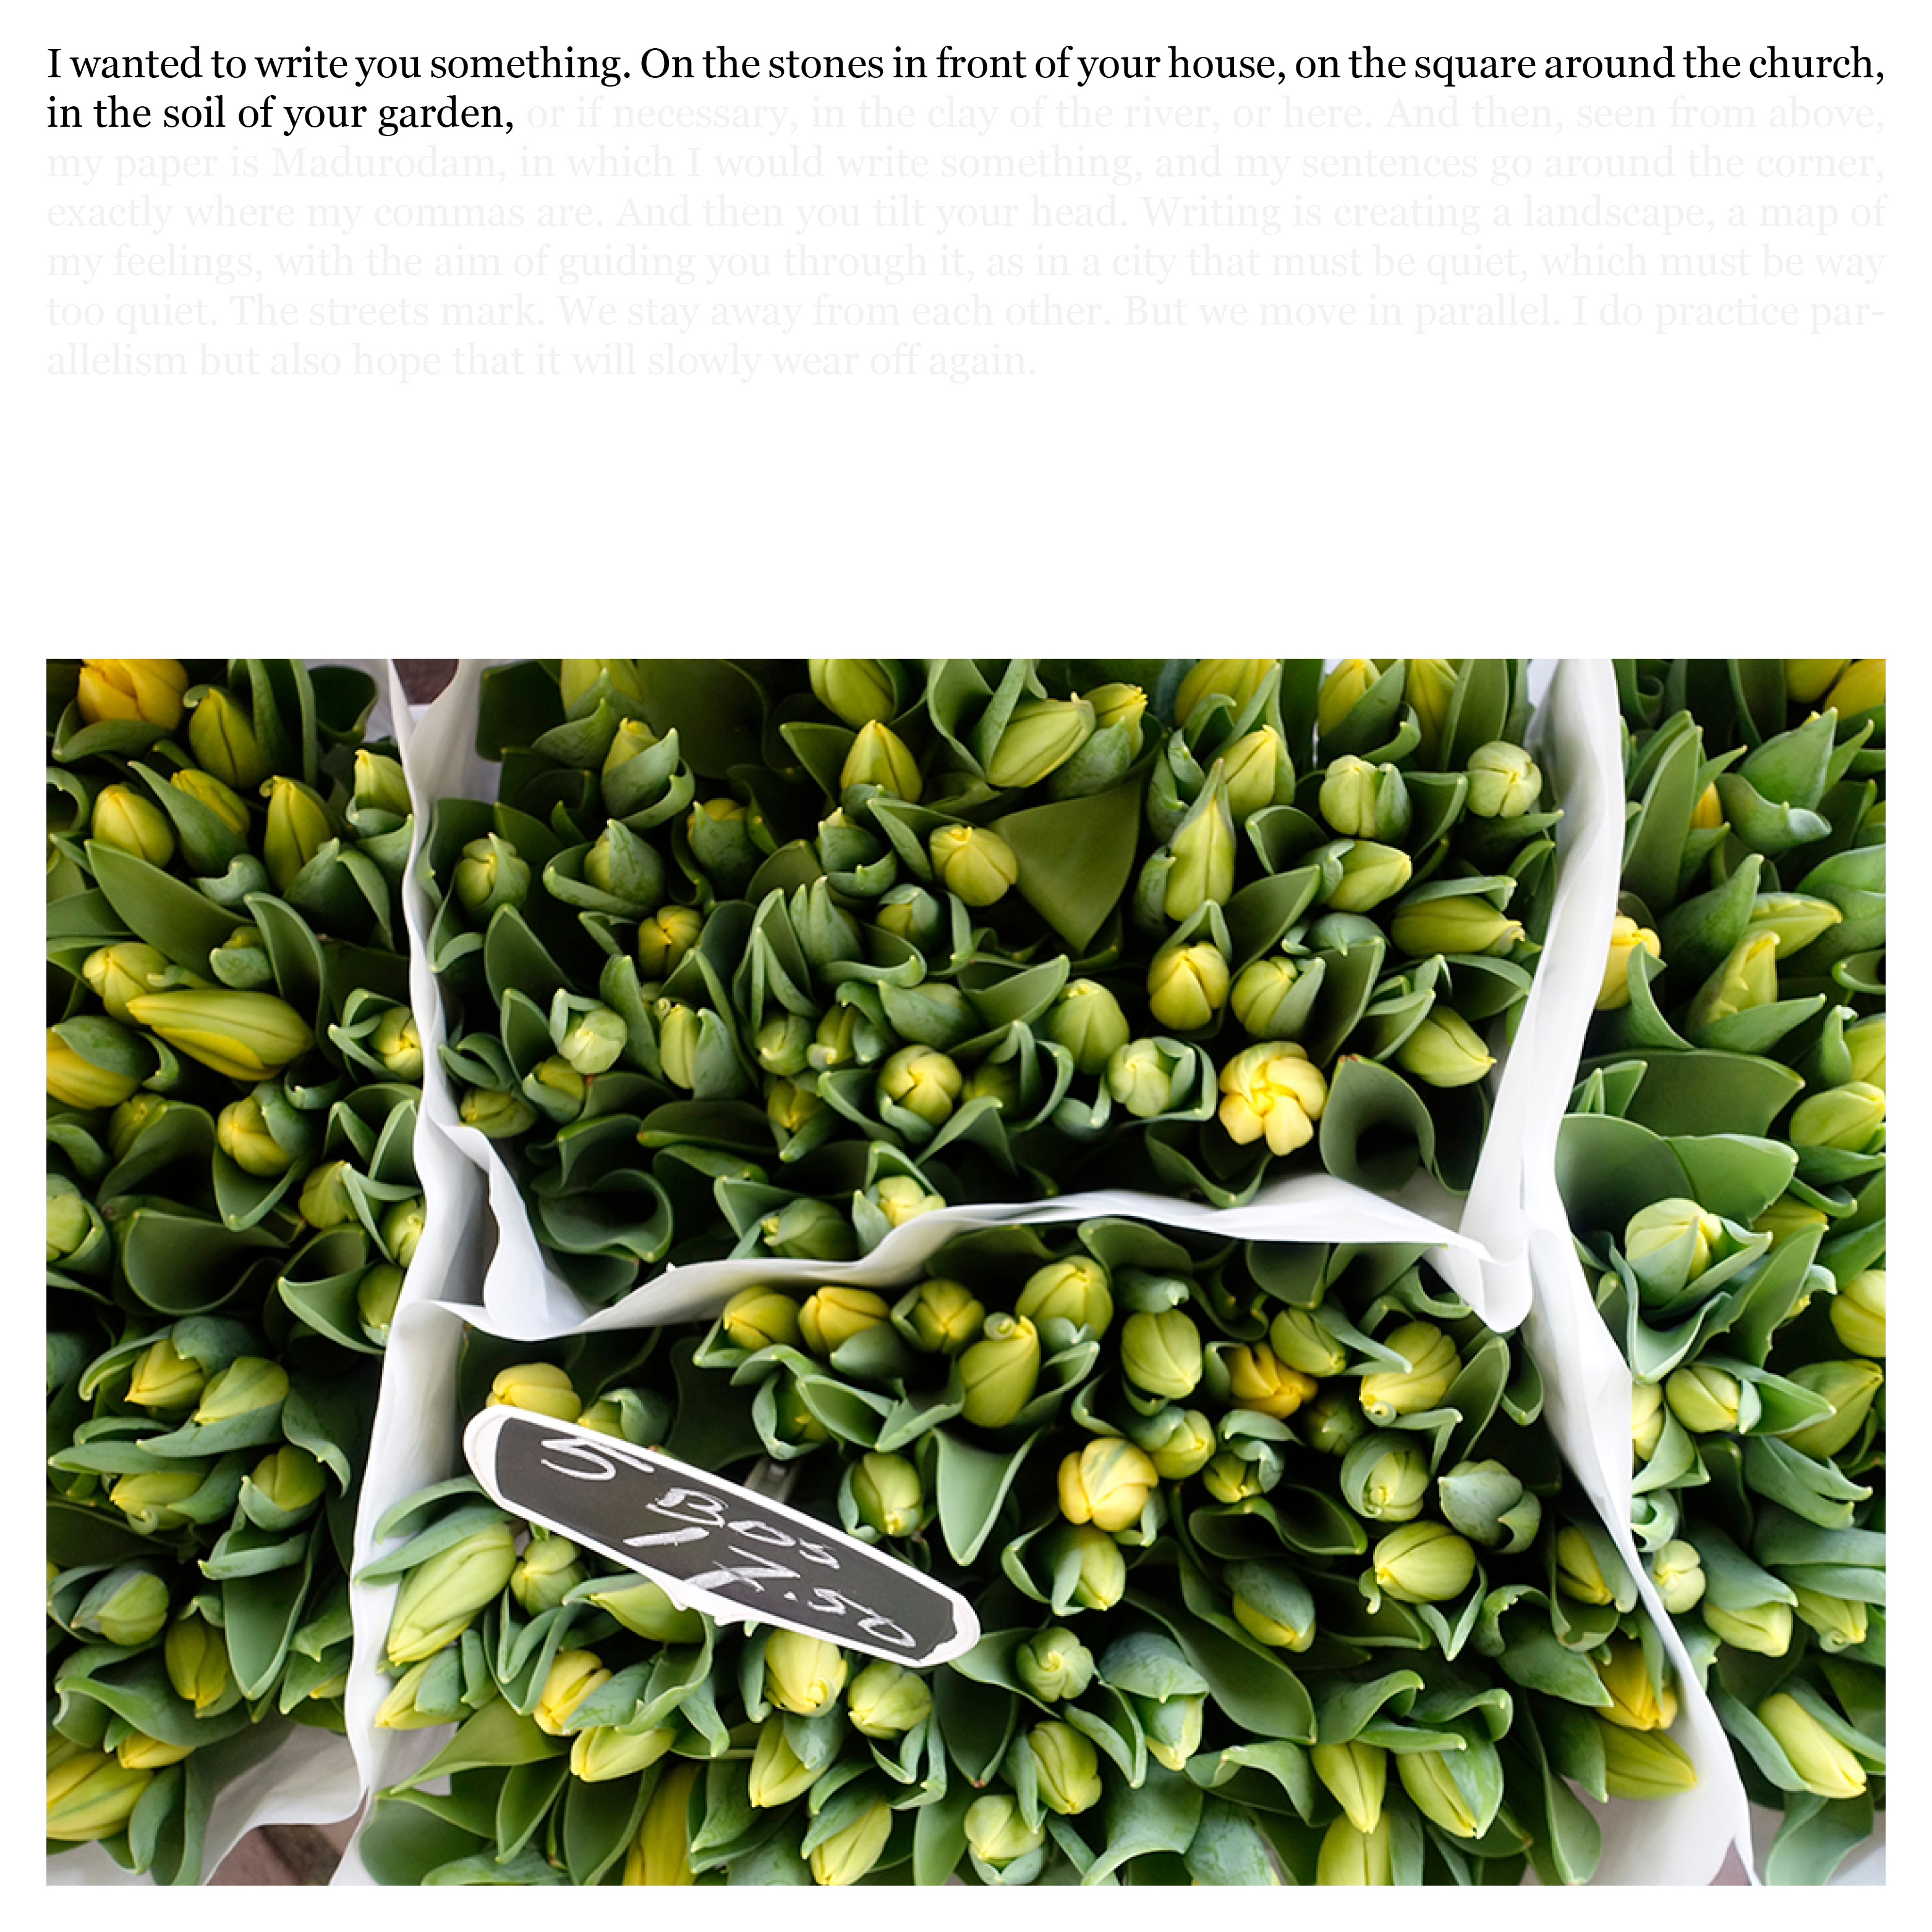 I wanted to write you something. On the stones in front of your house, on the square around the church,
in the soil of your garden, or if necessary, in the clay of the river, or here. And then, seen from above,
my paper is Madurodam, in which I would write something, and my sentences go around the corner,
exactly where my commas are. And then you tilt your head. Writing is creating a landscape, a map of
my feelings, with the aim of guiding you through it, as in a city that must be quiet, which must be way
too quiet. The streets mark. We stay away from each other. But we move in parallel. I do practice par-
allelism but also hope that it will slowly wear off again.
5 Bos
17.50